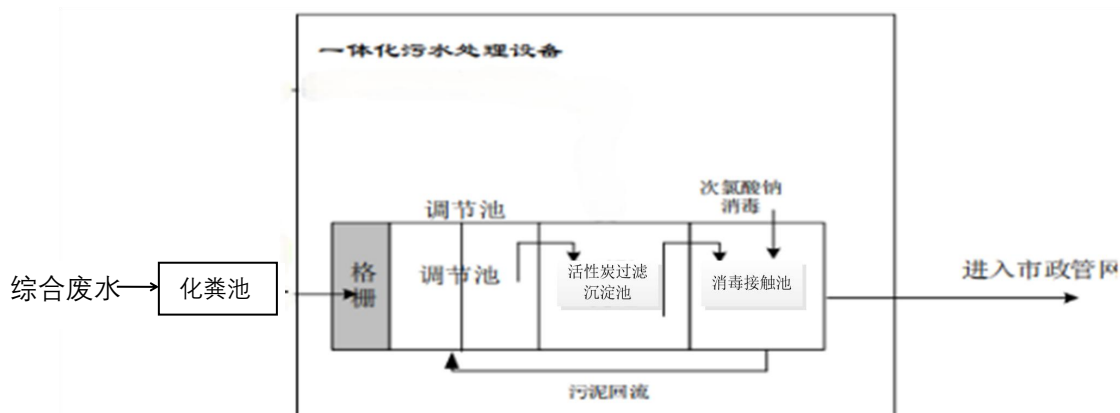 一体化污水处理设备
次氯酸钠
消毒
调节池
综合废水
化粪池
格
栅
调节池
活性炭过滤
沉淀池
消毒接触池
进入市政管网
污泥回流